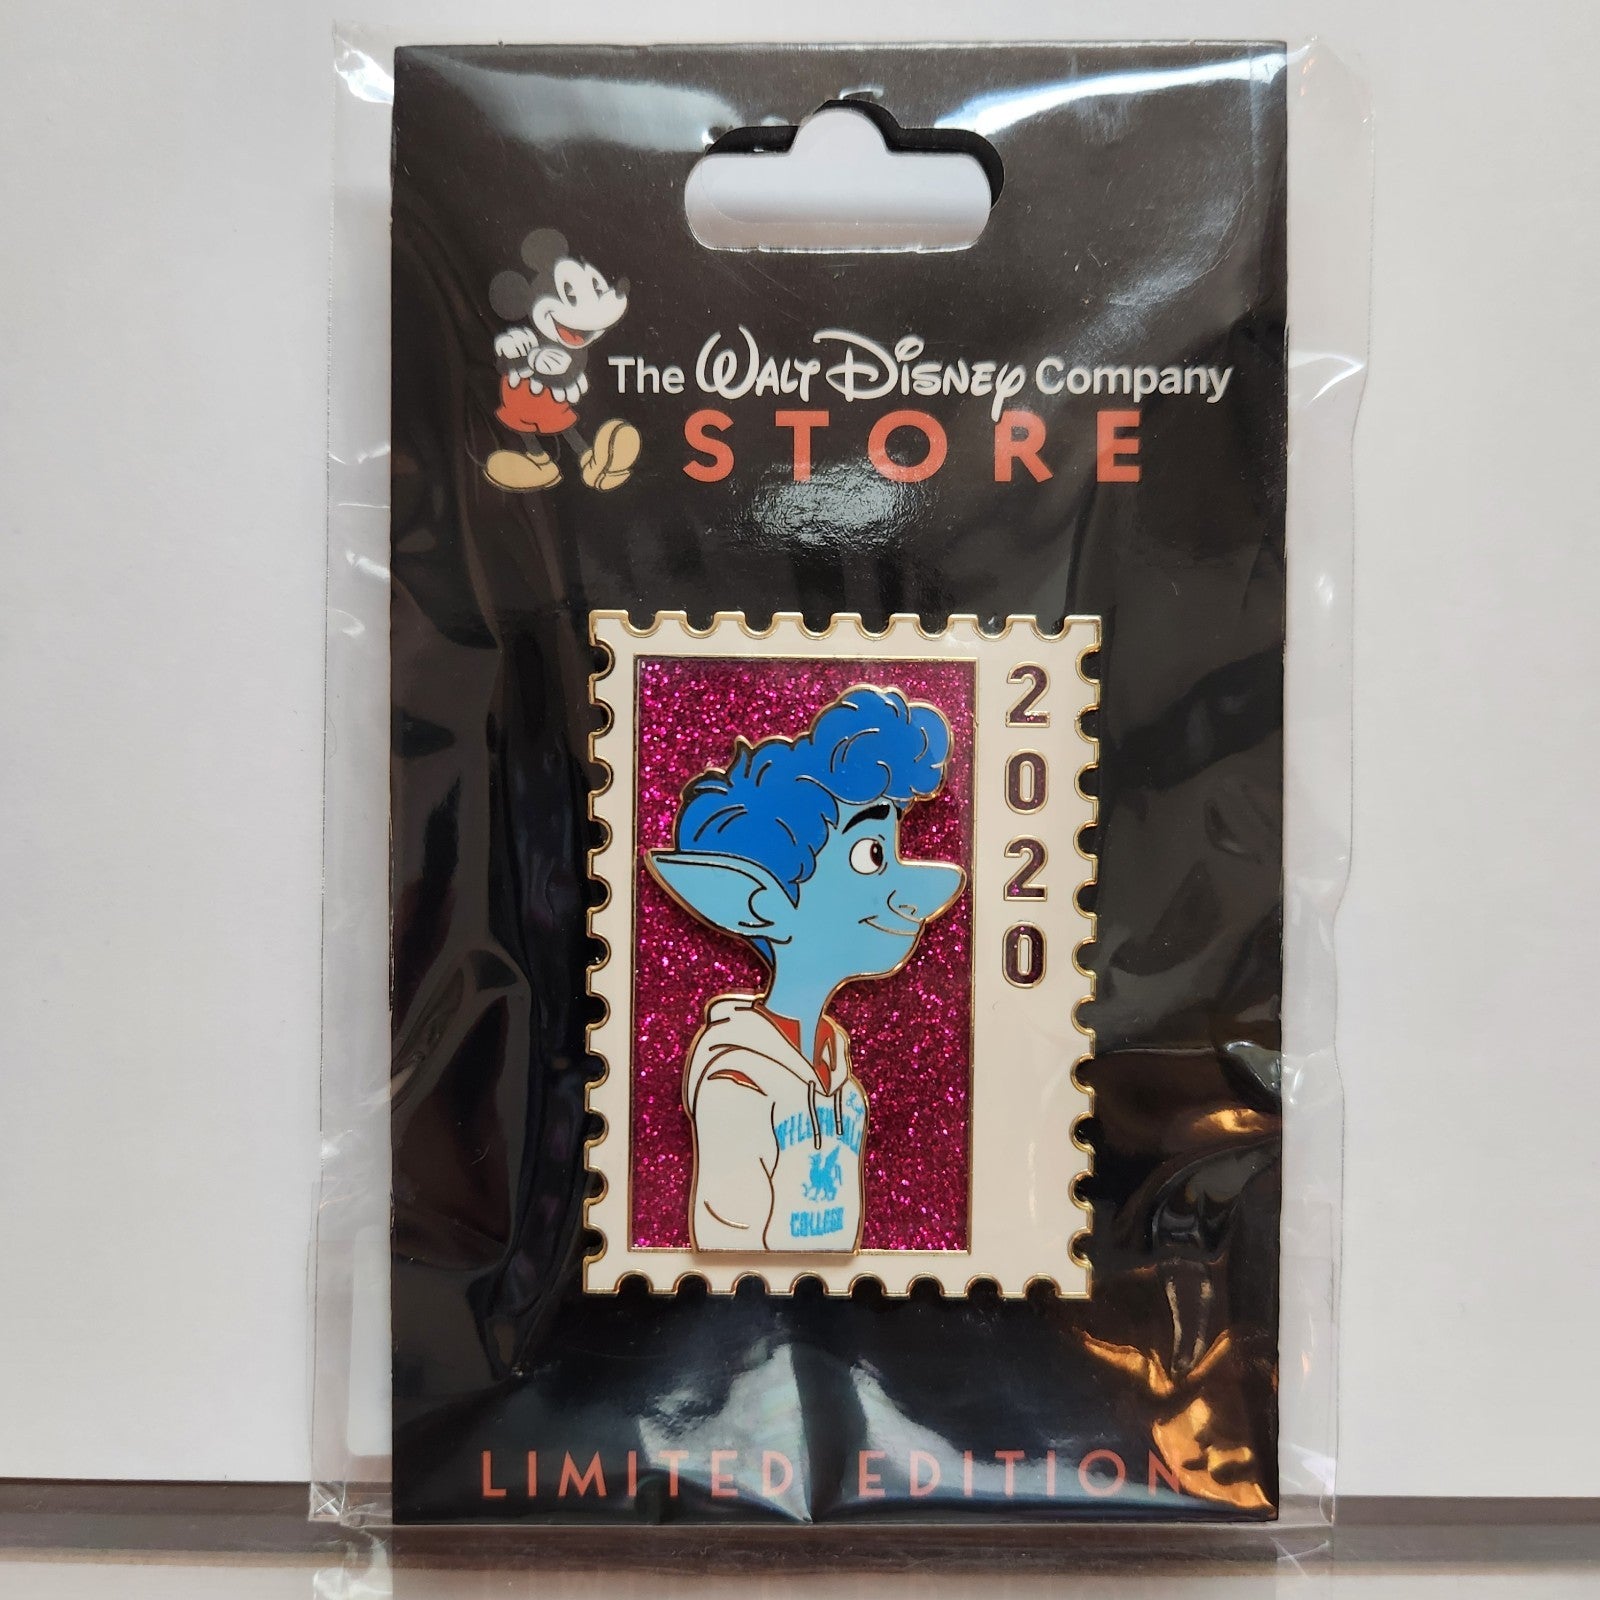 The WALT DISNEY Company
STORE
2020
COLLEGE
LIMITED EDITION